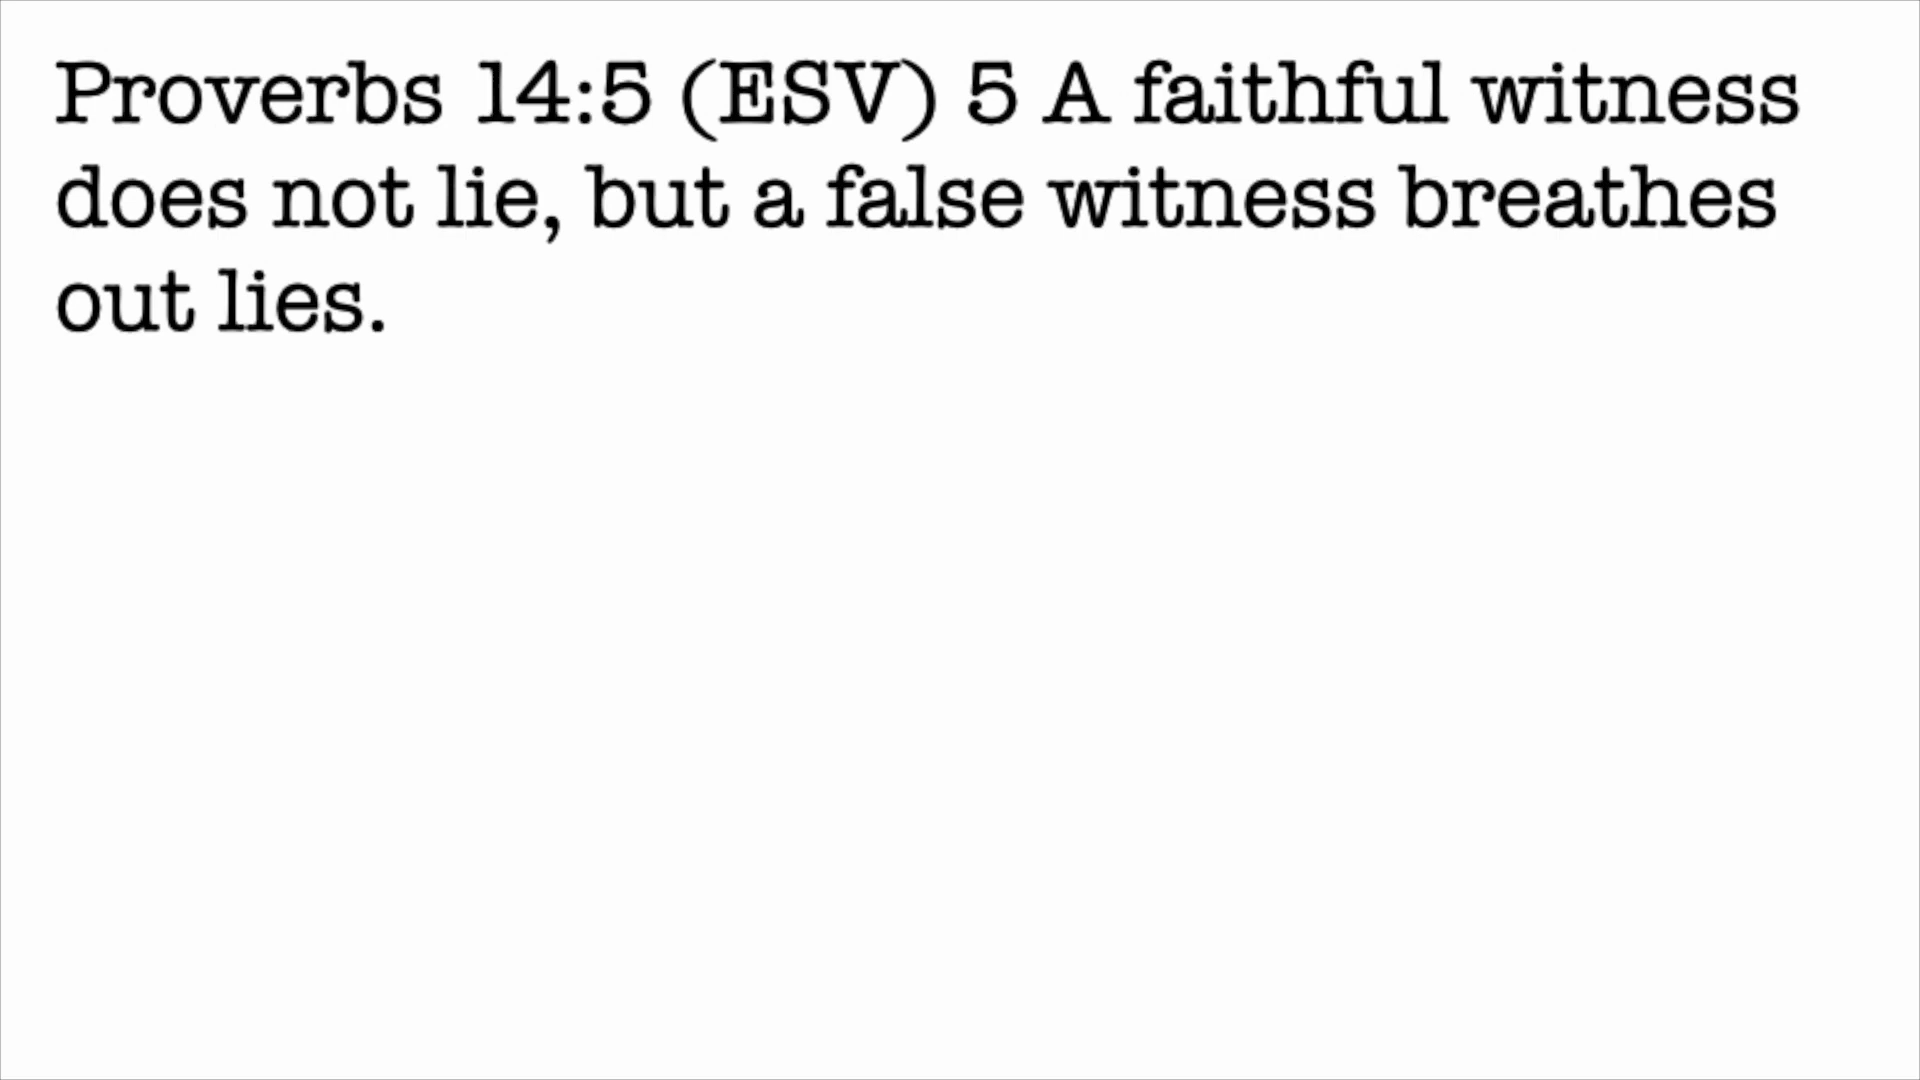 Proverbs 14:5 (ESV) 5 A faithful witness
does not lie, but a false witness breathes
out lies.